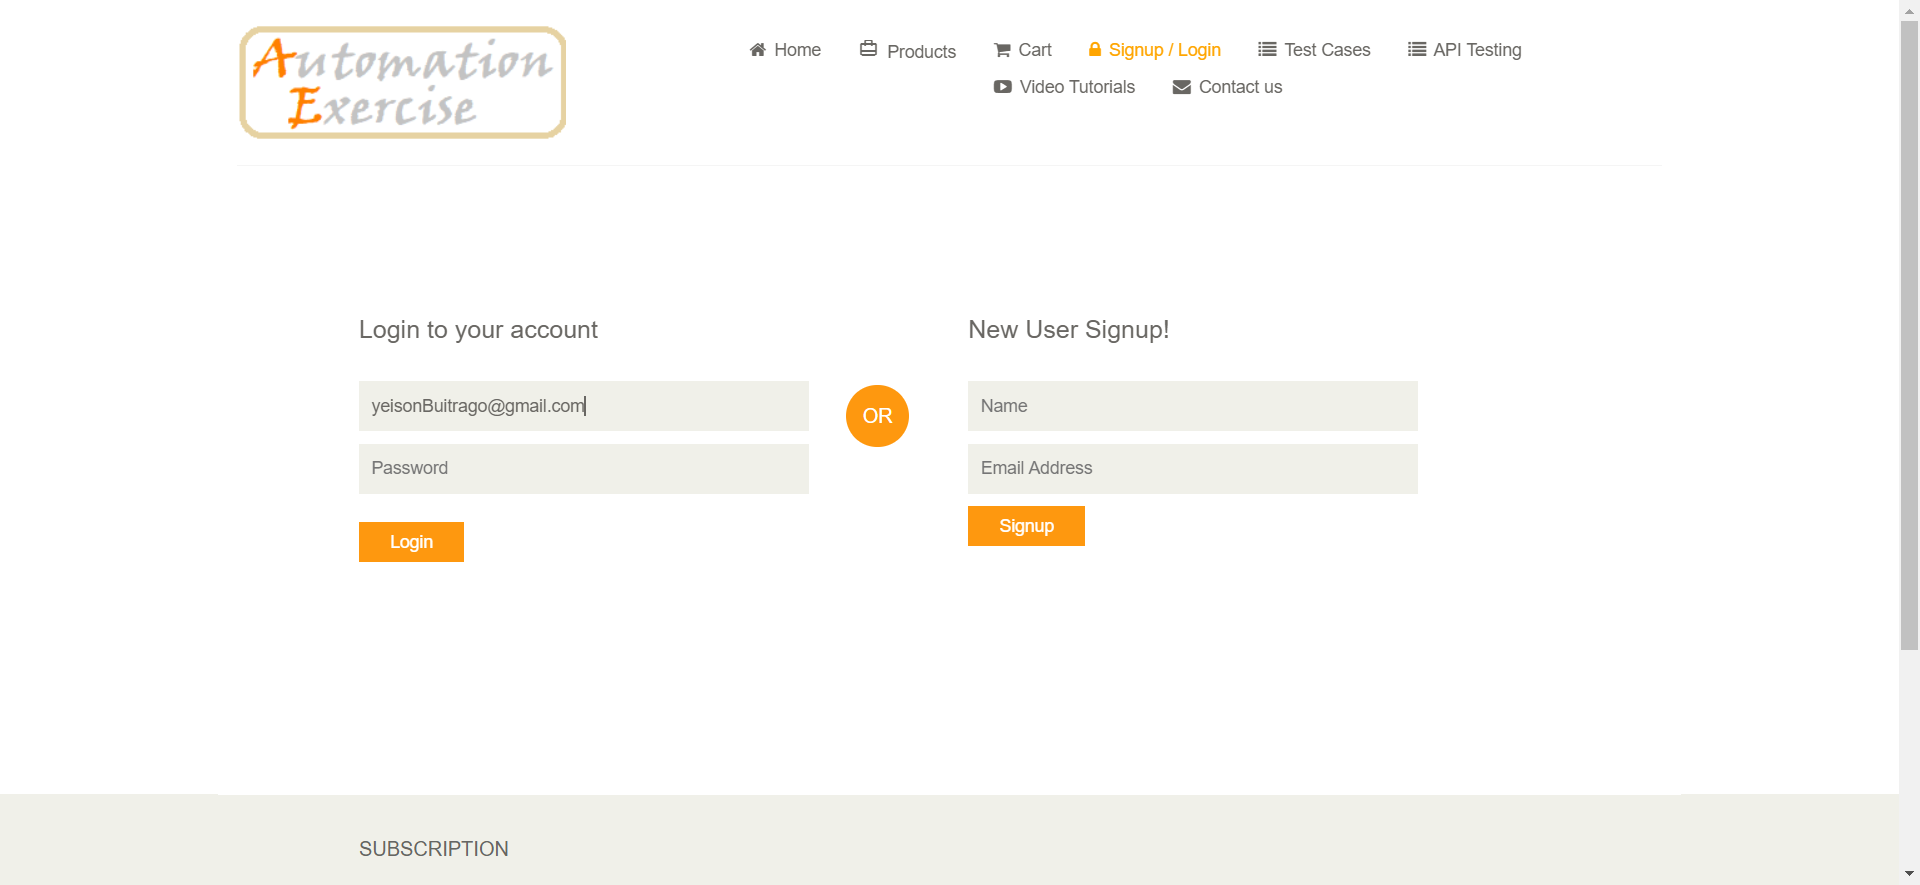 Automation
Exercise
Home Products Cart Signup / Login Test Cases API Testing
Video Tutorials Contact us
Login to your account
yeisonBuitrago@gmail.com
Password
Login
OR
New User Signup!
Name
Email Address
Signup
SUBSCRIPTION